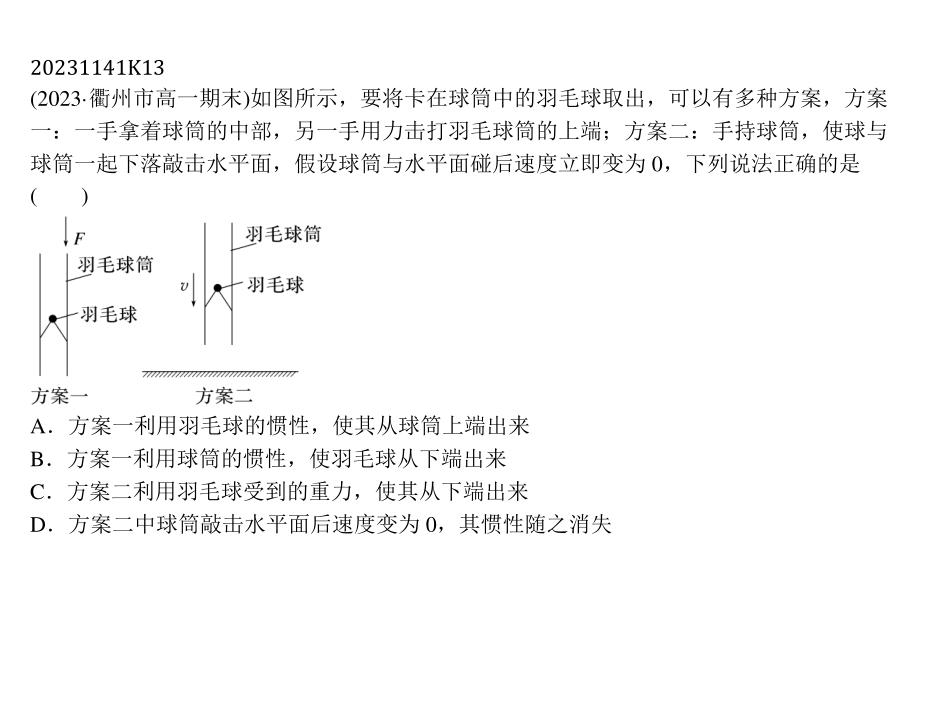 20231141K13
(2023·衢州市高一期末)如图所示，要将卡在球筒中的羽毛球取出，可以有多种方案，方案
一：一手拿着球筒的中部，另一手用力击打羽毛球筒的上端；方案二：手持球筒，使球与
球筒一起下落敲击水平面，假设球筒与水平面碰后速度立即变为 0，下列说法正确的是
(　　)
F
羽毛球筒
羽毛球
方案一
羽毛球筒
v
羽毛球
方案二
A．方案一利用羽毛球的惯性，使其从球筒上端出来
B．方案一利用球筒的惯性，使羽毛球从下端出来
C．方案二利用羽毛球受到的重力，使其从下端出来
D．方案二中球筒敲击水平面后速度变为 0，其惯性随之消失